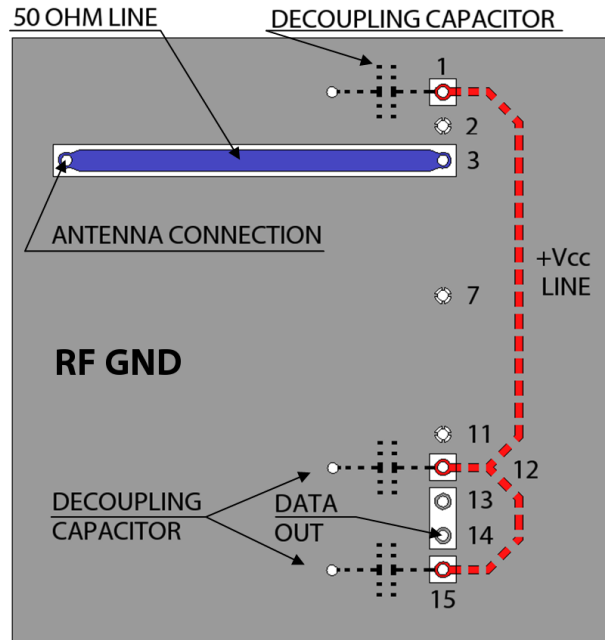 50 OHM LINE
DECOUPLING CAPACITOR
1
2
3
ANTENNA CONNECTION
+Vcc
LINE
7
RF GND
11
12
DECOUPLING
CAPACITOR
DATA
OUT
13
14
15